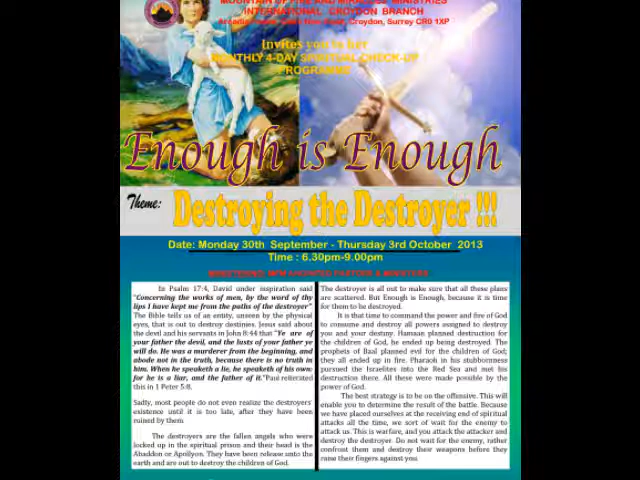 MOUNTAIN OF FIRE AND MIRACLES MINISTRIES
INTERNATIONAL CROYDON BRANCH
Croydon, Surrey CR0 1XP
Invites you to her
MONTHLY 4-DAY SPIRITUAL CHECK-UP
PROGRAMME
Enough is Enough
Theme: Destroying the Destroyer !!!
Date: Monday 30th September - Thursday 3rd October 2013
Time : 6.30pm-9.00pm
MINISTERING: MFM ANOINTED PASTORS & MINISTERS
In Psalm 17:4, David under inspiration said
"Concerning the works of men, by the word of thy
lips I have kept me from the paths of the destroyer"
The Bible tells us of an entity, unseen by the physical
eyes, that is out to destroy destinies. Jesus said about
the devil and his servants in John 8:44 that "Ye are of
your father the devil, and the lusts of your father ye
will do. He was a murderer from the beginning, and
abode not in the truth, because there is no truth in
him. When he speaketh a lie, he speaketh of his own:
for he is a liar, and the father of it."Paul reiterated
this in 1 Peter 5:8.
Sadly, most people do not even realize the destroyers'
existence until it is too late, after they have been
ruined by them.
The destroyers are the fallen angels who were
locked up in the spiritual prison and their head is the
Abaddon or Apollyon. They have been release unto the
earth and are out to destroy the children of God.
The destroyer is all out to make sure that all these plans
are scattered. But Enough is Enough, because it is time
for them to be destroyed.
It is that time to command the power and fire of God
to consume and destroy all powers assigned to destroy
you and your destiny. Haman planned destruction for
the children of God, he ended up being destroyed. The
prophets of Baal planned evil for the children of God;
they all ended up in fire. Pharaoh in his stubbornness
pursued the Israelites into the Red Sea and met his
destruction there. All these were made possible by the
power of God.
The best strategy is to be on the offensive. This will
enable you to determine the result of the battle. Because
we have placed ourselves at the receiving end of spiritual
attacks all the time, we sort of wait for the enemy to
attack us. This is warfare, and you attack the attacker and
destroy the destroyer. Do not wait for the enemy, rather
confront them and destroy their weapons before they
raise their fingers against you.